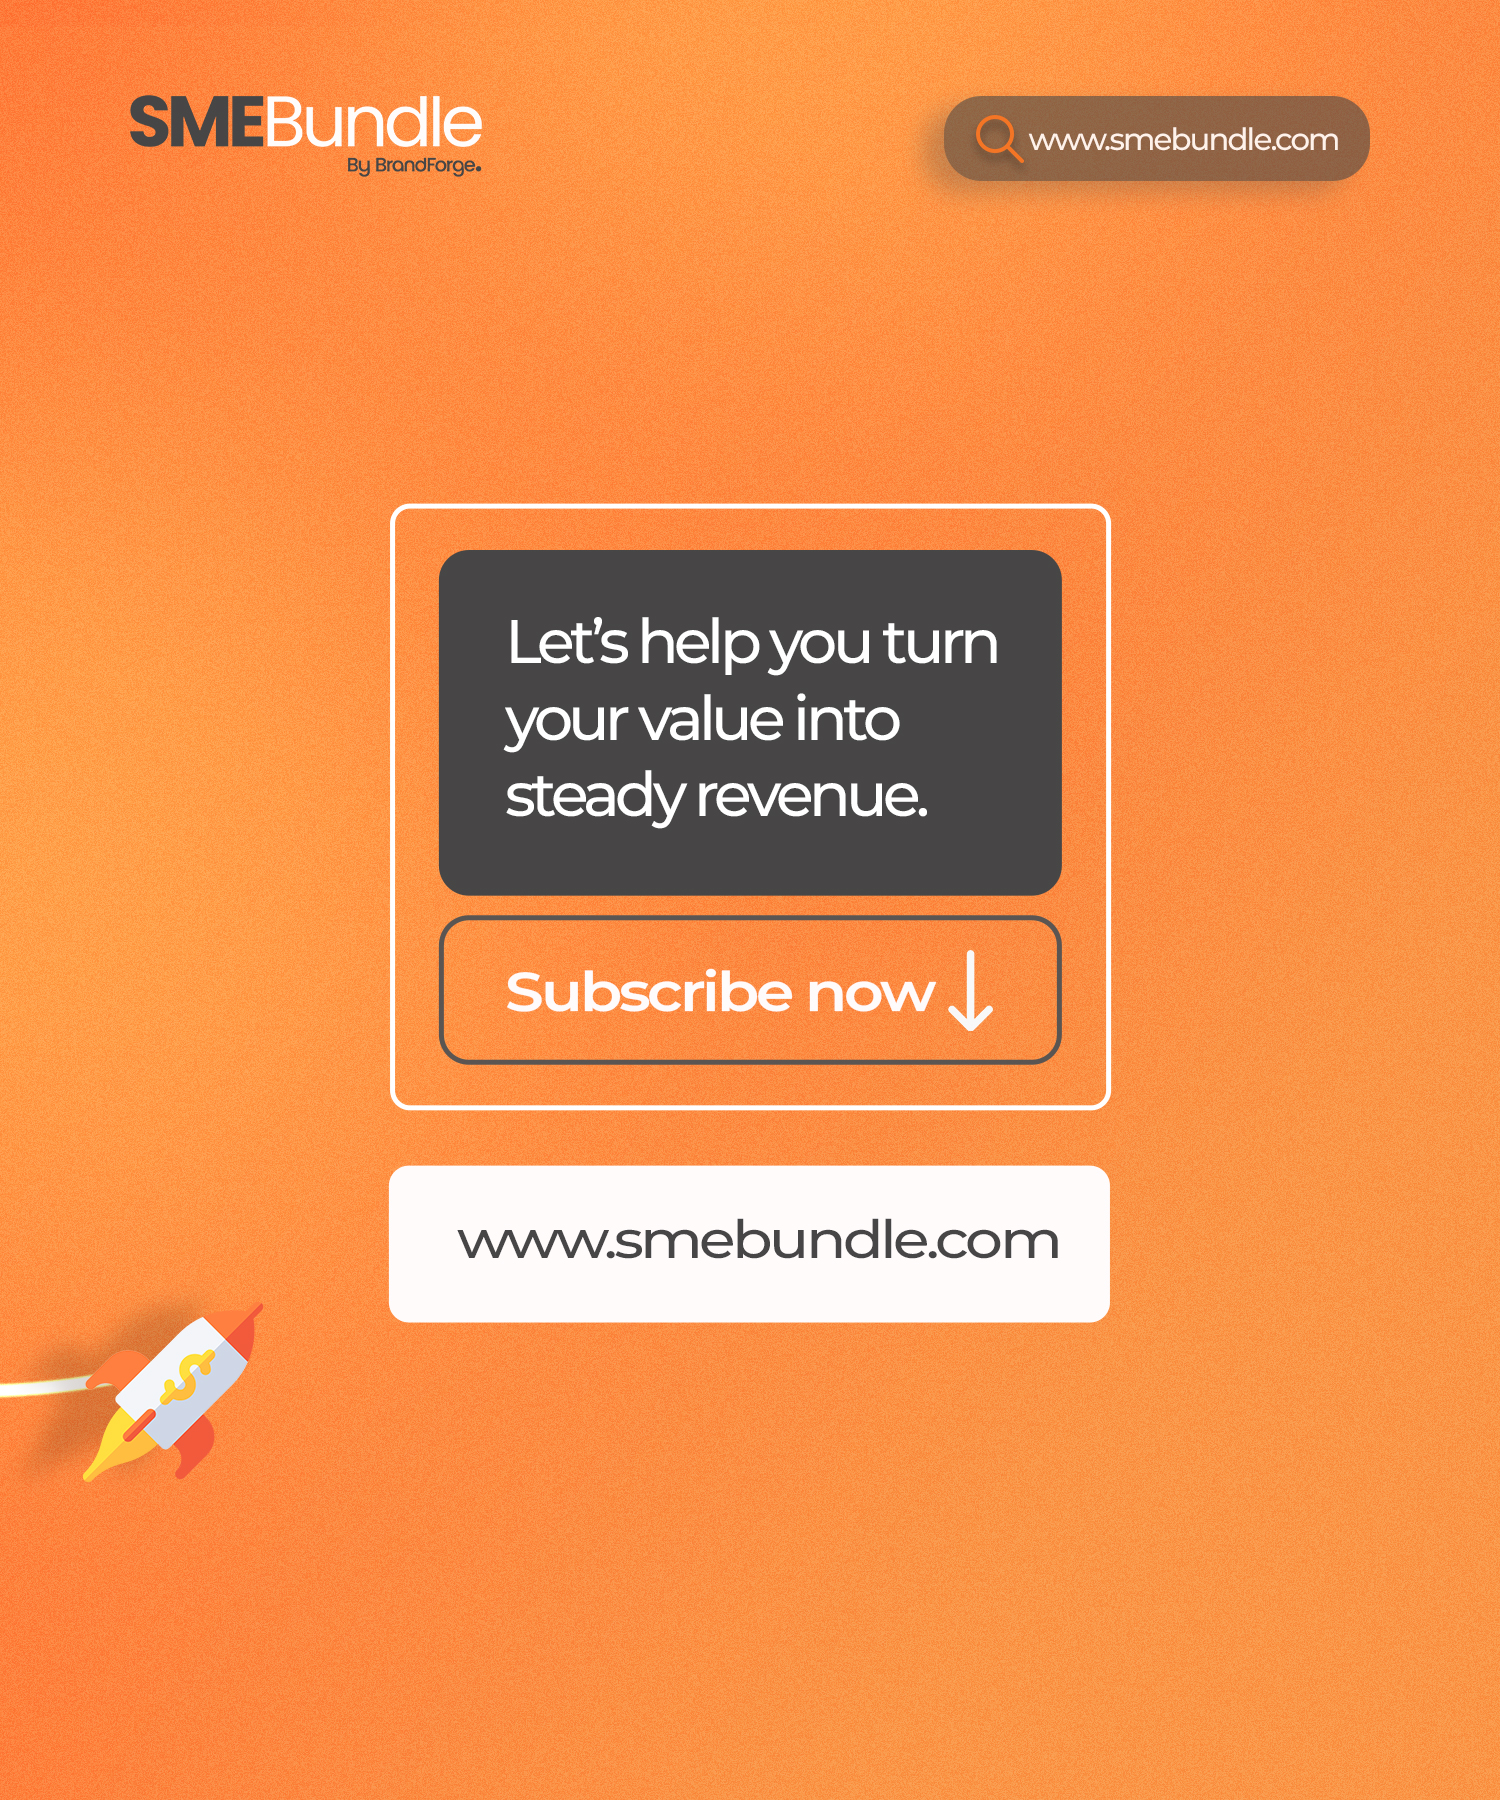 SMEBundle
By BrandForge.
www.smebundle.com
Let’s help you turn
your value into
steady revenue.
Subscribe now ↓
www.smebundle.com
$